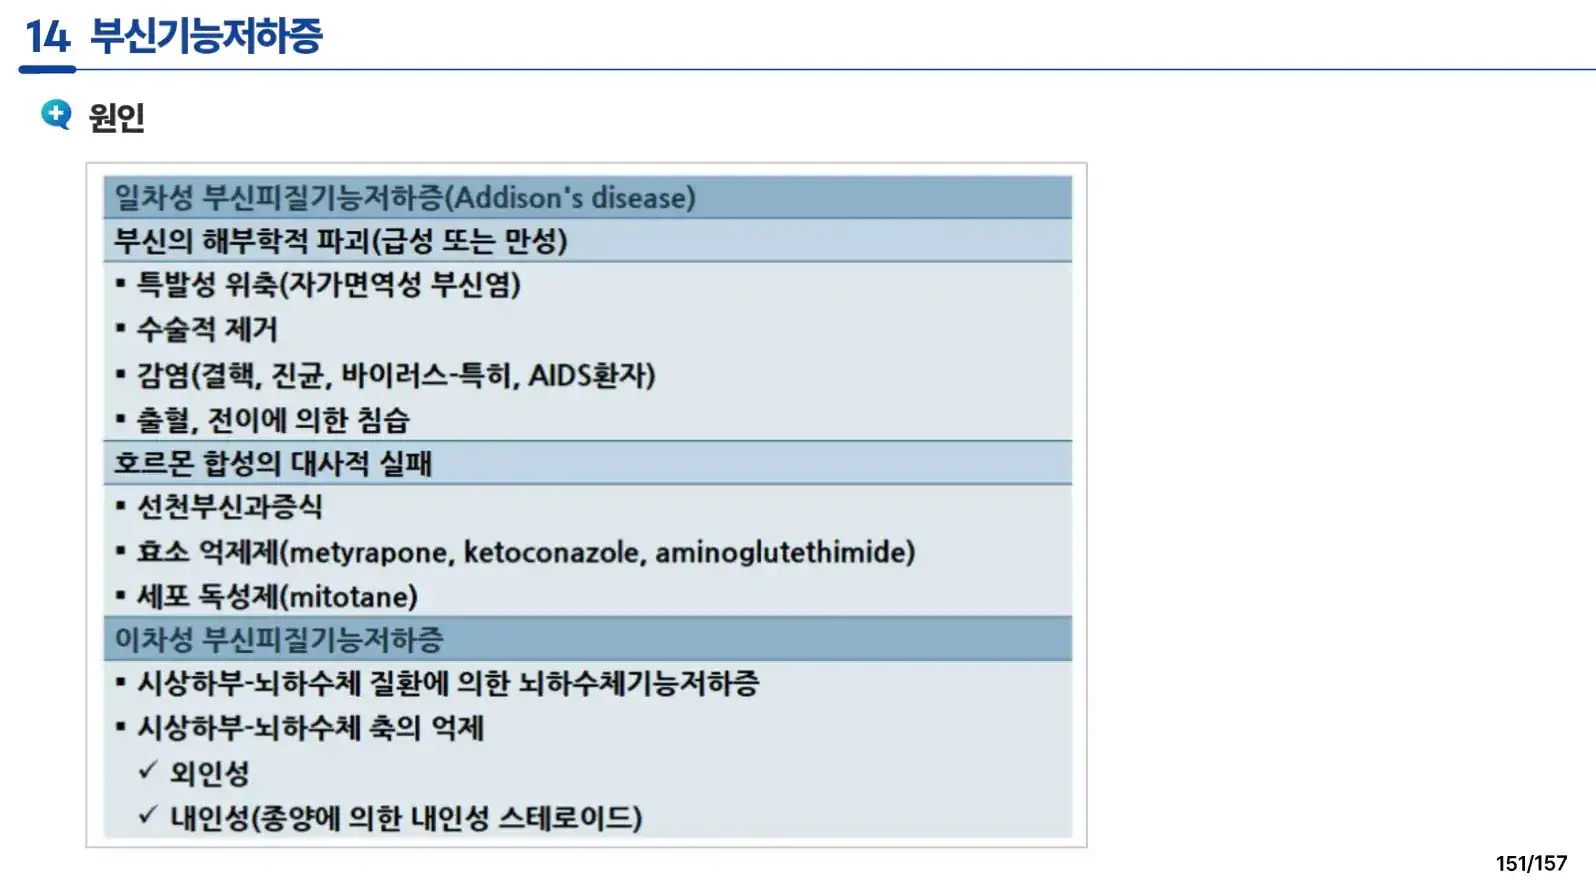 14 부신기능저하증
원인
일차성 부신피질기능저하증(Addison's disease)
부신의 해부학적 파괴(급성 또는 만성)
▪ 특발성 위축(자가면역성 부신염)
▪ 수술적 제거
▪ 감염(결핵, 진균, 바이러스-특히, AIDS환자)
▪ 출혈, 전이에 의한 침습
호르몬 합성의 대사적 실패
▪ 선천부신과증식
▪ 효소 억제제(metyrapone, ketoconazole, aminoglutethimide)
▪ 세포 독성제(mitotane)
이차성 부신피질기능저하증
▪ 시상하부-뇌하수체 질환에 의한 뇌하수체기능저하증
▪ 시상하부-뇌하수체 축의 억제
✓ 외인성
✓ 내인성(종양에 의한 내인성 스테로이드)
151/157